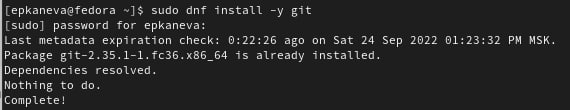 [epkaneva@fedora ~]$ sudo dnf install -y git
[sudo] password for epkaneva:
Last metadata expiration check: 0:22:26 ago on Sat 24 Sep 2022 01:23:32 PM MSK.
Package git-2.35.1-1.fc36.x86_64 is already installed.
Dependencies resolved.
Nothing to do.
Complete!